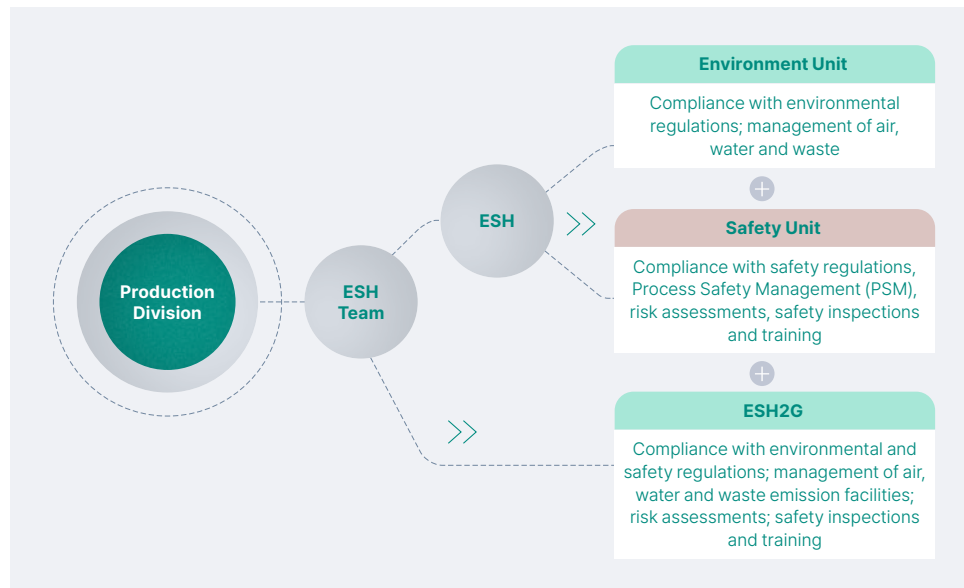 Production
Division
ESH
Team
ESH
Environment Unit
Compliance with environmental
regulations; management of air,
water and waste
Safety Unit
Compliance with safety regulations,
Process Safety Management (PSM),
risk assessments, safety inspections
and training
ESH2G
Compliance with environmental and
safety regulations; management of air,
water and waste emission facilities;
risk assessments; safety inspections
and training